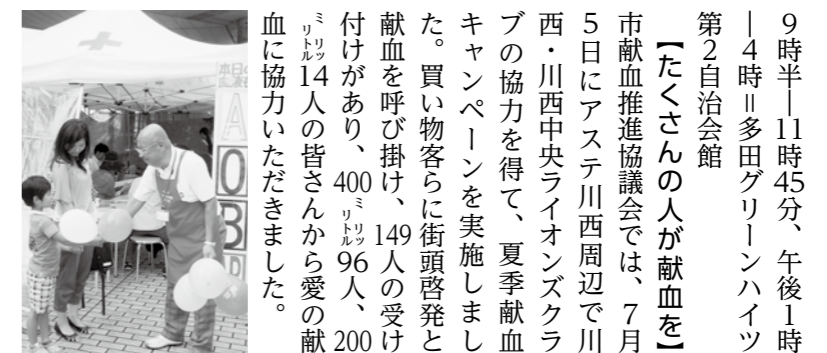 9時半―11時45分、午後1時
―4時＝多田グリーンハイツ
第2自治会館
【たくさんの人が献血を】
市献血推進協議会では、7月
5日にアステ川西周辺で川
西・川西中央ライオンズクラ
ブの協力を得て、夏季献血
キャンペーンを実施しまし
た。買い物客らに街頭啓発と
献血を呼び掛け、149人の受け
付けがあり、400ミリリットル96人、200
ミリリットル14人の皆さんから愛の献
血に協力いただきました。
本日の
A
O
B